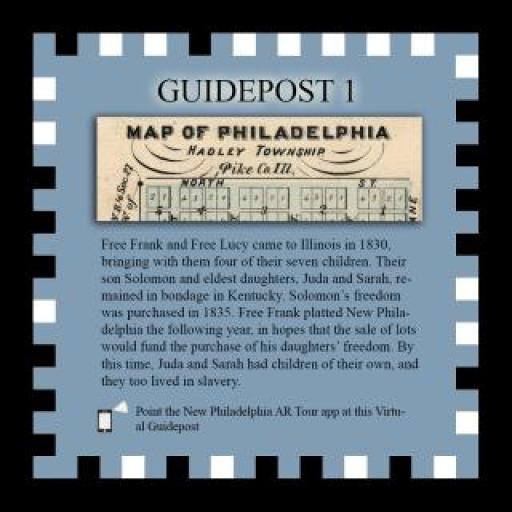 GUIDEPOST 1
MAP OF PHILADELPHIA
HADLEY TOWNSHIP
Pike Co. Ill.
NORTH ST.
Free Frank and Free Lucy came to Illinois in 1830,
bringing with them four of their seven children. Their
son Solomon and eldest daughters, Juda and Sarah, re-
mained in bondage in Kentucky. Solomon's freedom
was purchased in 1835. Free Frank platted New Phila-
delphia the following year, in hopes that the sale of lots
would fund the purchase of his daughters' freedom. By
this time, Juda and Sarah had children of their own, and
they too lived in slavery.
Point the New Philadelphia AR Tour app at this Virtu-
al Guidepost